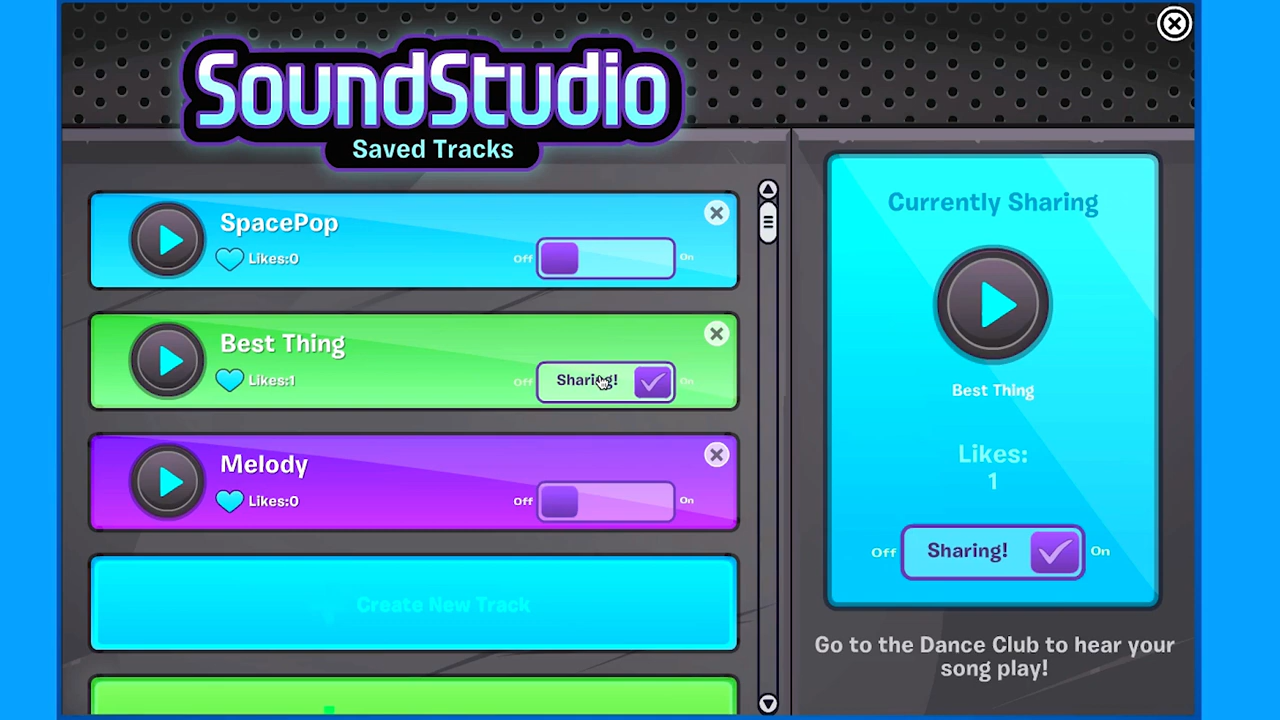 SoundStudio
Saved Tracks
SpacePop
Likes:0
Off
On
Best Thing
Likes:1
Off
Sharing!
On
Melody
Likes:0
Off
On
Create New Track
Currently Sharing
Best Thing
Likes:
1
Off
Sharing!
On
Go to the Dance Club to hear your
song play!